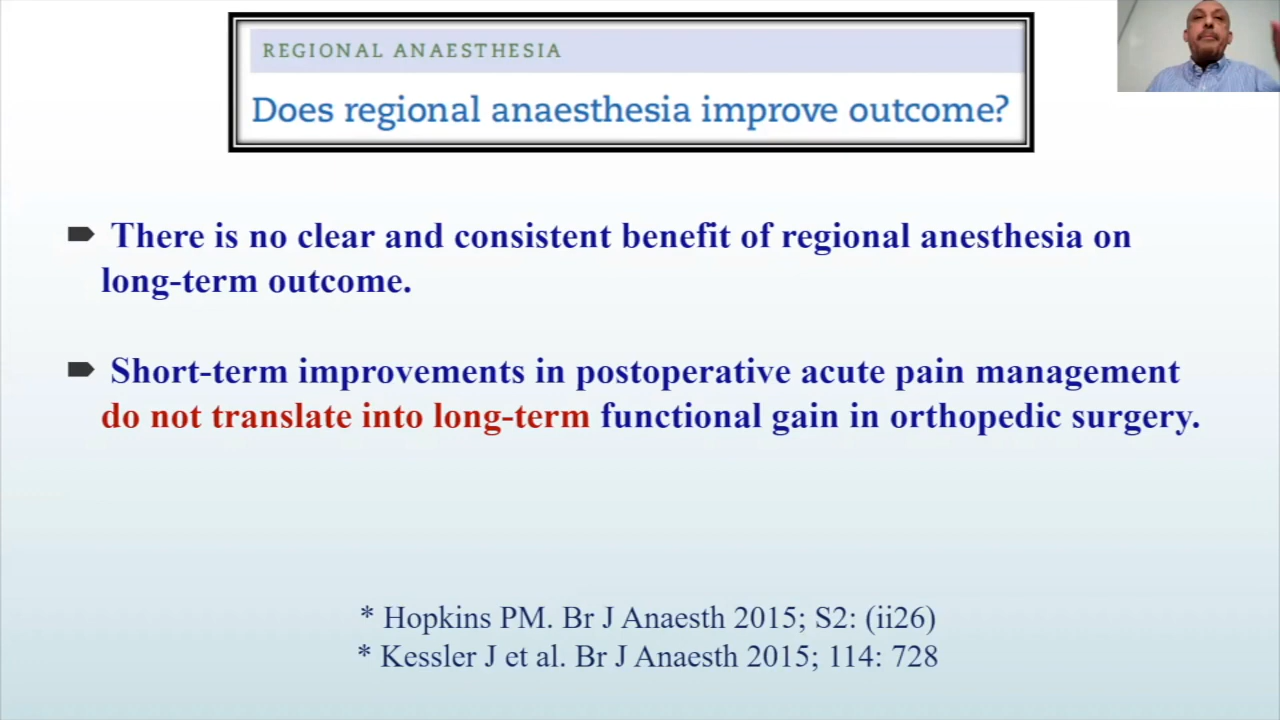 REGIONAL ANAESTHESIA
Does regional anaesthesia improve outcome?
There is no clear and consistent benefit of regional anesthesia on
long-term outcome.
Short-term improvements in postoperative acute pain management
do not translate into long-term functional gain in orthopedic surgery.
* Hopkins PM. Br J Anaesth 2015; S2: (ii26)
* Kessler J et al. Br J Anaesth 2015; 114: 728